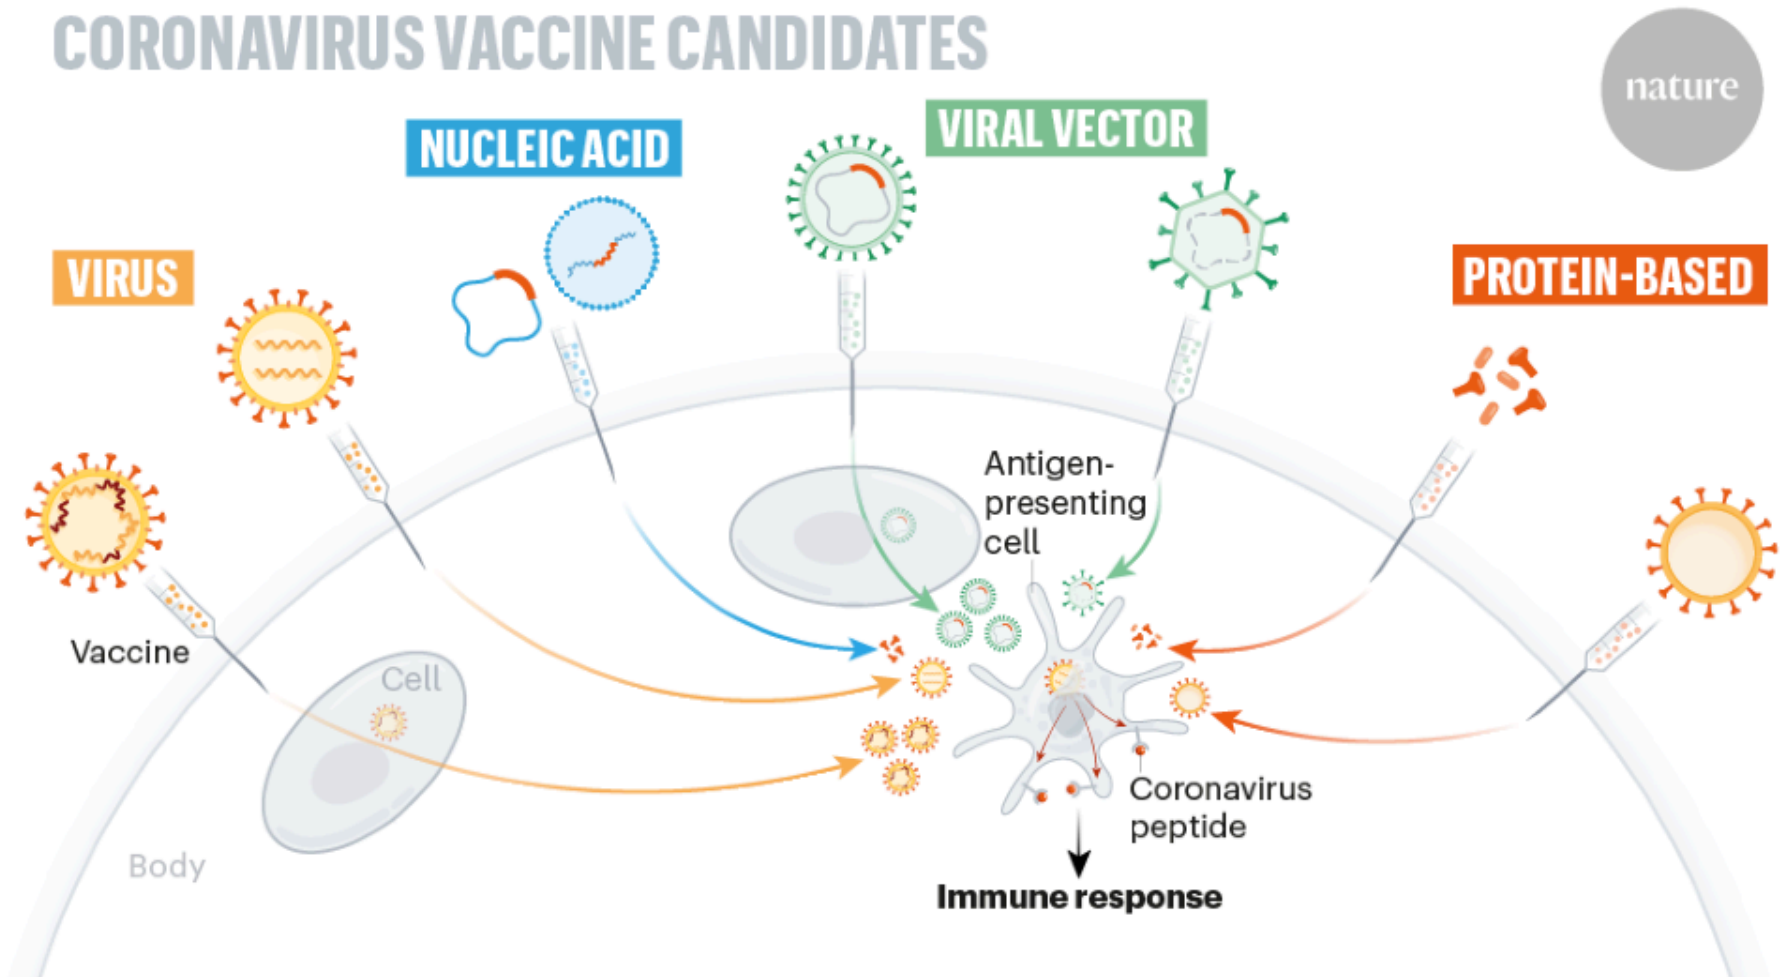 CORONAVIRUS VACCINE CANDIDATES
nature
NUCLEIC ACID
VIRAL VECTOR
VIRUS
PROTEIN-BASED
Antigen-
presenting
cell
Vaccine
Cell
Coronavirus
peptide
Body
Immune response